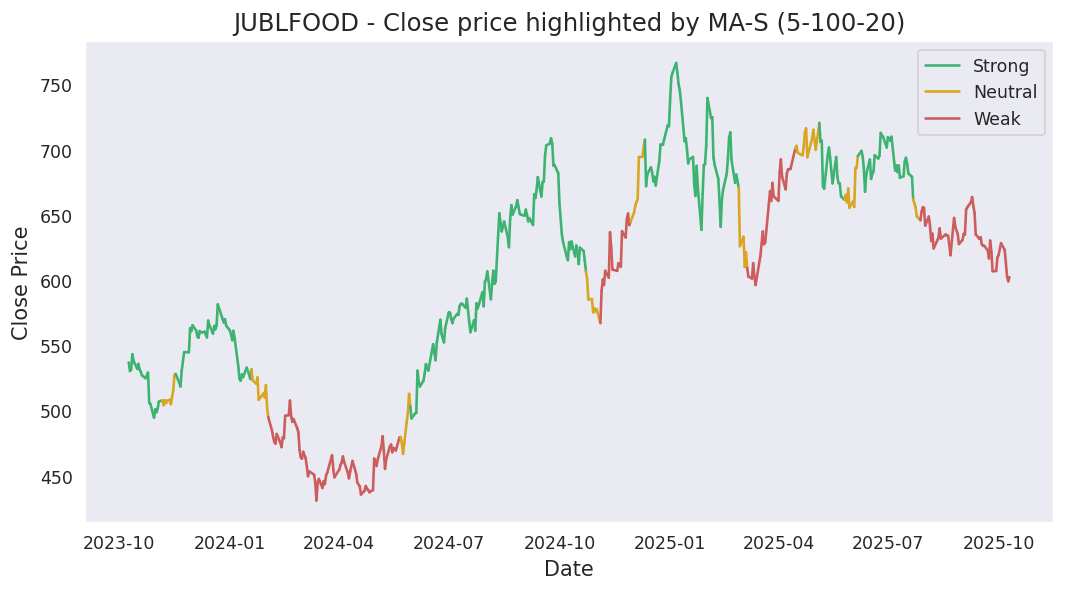 JUBLFOOD - Close price highlighted by MA-S (5-100-20)
Strong
Neutral
Weak
Close Price
750
700
650
600
550
500
450
2023-10 2024-01 2024-04 2024-07 2024-10 2025-01 2025-04 2025-07 2025-10
Date